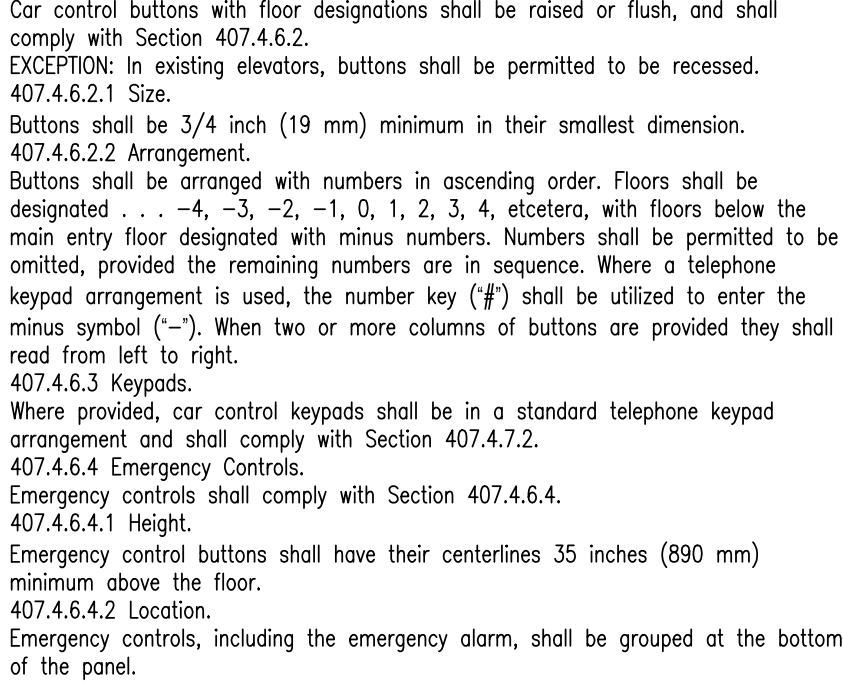 Car control buttons with floor designations shall be raised or flush, and shall
comply with Section 407.4.6.2.
EXCEPTION: In existing elevators, buttons shall be permitted to be recessed.
407.4.6.2.1 Size.
Buttons shall be 3/4 inch (19 mm) minimum in their smallest dimension.
407.4.6.2.2 Arrangement.
Buttons shall be arranged with numbers in ascending order. Floors shall be
designated . . . −4, −3, −2, −1, 0, 1, 2, 3, 4, etcetera, with floors below the
main entry floor designated with minus numbers. Numbers shall be permitted to be
omitted, provided the remaining numbers are in sequence. Where a telephone
keypad arrangement is used, the number key (“#”) shall be utilized to enter the
minus symbol (“−”). When two or more columns of buttons are provided they shall
read from left to right.
407.4.6.3 Keypads.
Where provided, car control keypads shall be in a standard telephone keypad
arrangement and shall comply with Section 407.4.7.2.
407.4.6.4 Emergency Controls.
Emergency controls shall comply with Section 407.4.6.4.
407.4.6.4.1 Height.
Emergency control buttons shall have their centerlines 35 inches (890 mm)
minimum above the floor.
407.4.6.4.2 Location.
Emergency controls, including the emergency alarm, shall be grouped at the bottom
of the panel.